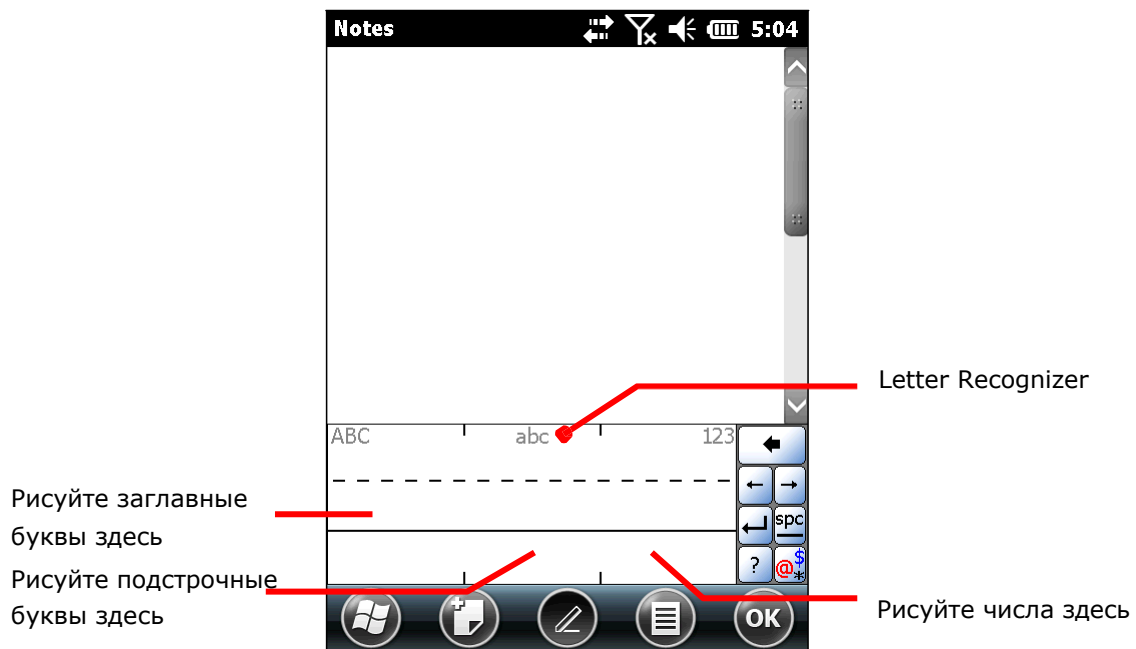 Notes 5:04
Letter Recognizer
ABC abc 123
Рисуйте заглавные
буквы здесь
spc
Рисуйте подстрочные
буквы здесь
? @$*
Рисуйте числа здесь
OK